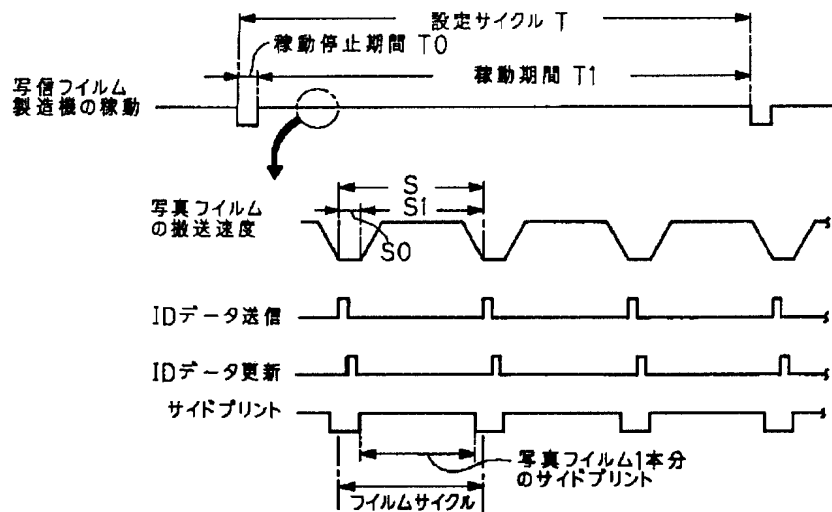 設定サイクル T
稼動停止期間 T0
稼動期間 T1
写信フイルム
製造機の稼動
S
S1
S0
写真フイルム
の搬送速度
IDデータ送信
IDデータ更新
サイドプリント
写真フイルム1本分
のサイドプリント
フイルムサイクル